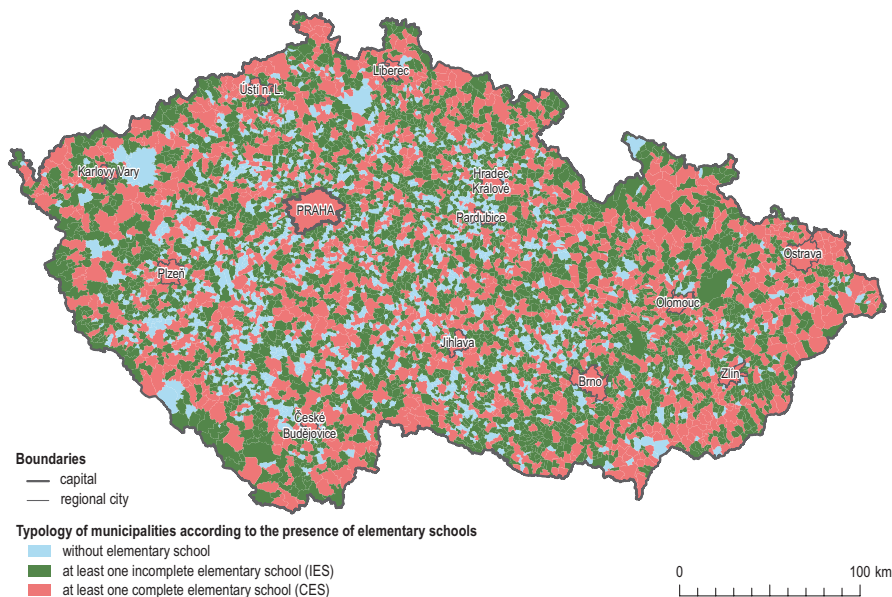 Liberec
Ústí n. L.
Karlovy Vary
Hradec
Králové
PRAHA
Pardubice
Ostrava
Plzeň
Olomouc
Jihlava
Zlín
Brno
České
Budějovice
Boundaries
capital
regional city
Typology of municipalities according to the presence of elementary schools
without elementary school
at least one incomplete elementary school (IES)
at least one complete elementary school (CES)
0 100 km